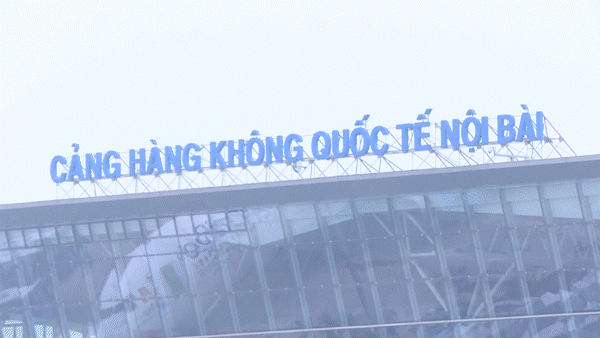 CẢNG HÀNG KHÔNG QUỐC TẾ NỘI BÀI